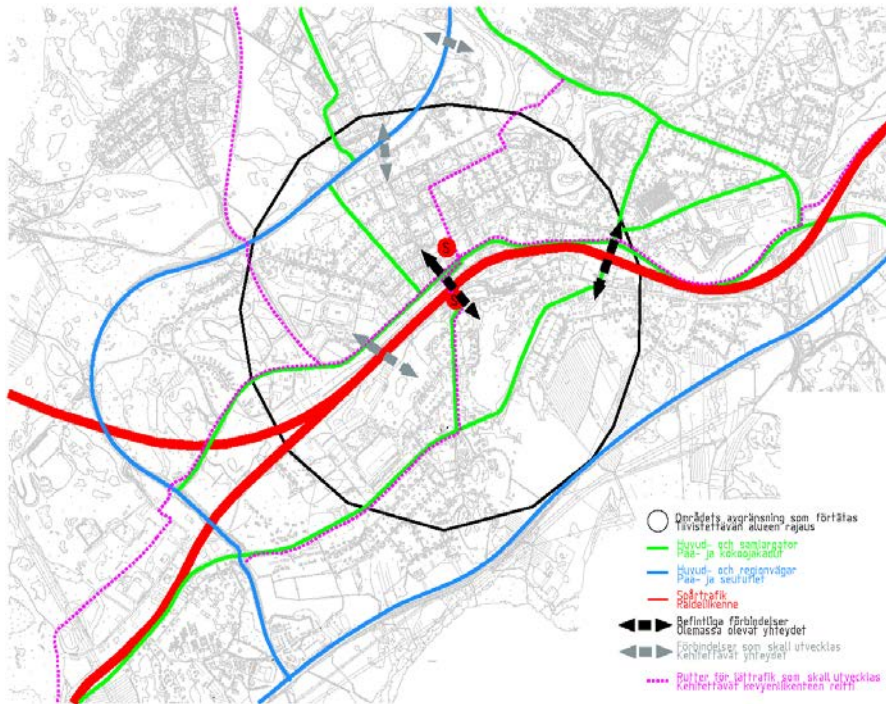 S
S
Områdets avgränsning som förtätas
Tiivistettävän alueen rajaus
Huvud- och samlargator
Pää- ja kokoojakadut
Huvud- och regionvägar
Pää- ja seututiet
Spårtrafik
Raideliikenne
Befintliga förbindelser
Olemassa olevat yhteydet
Förbindelser som skall utvecklas
Kehitettävät yhteydet
Rutter för lättrafik som skall utvecklas
Kehitettävät kevyenliikenteen reitti